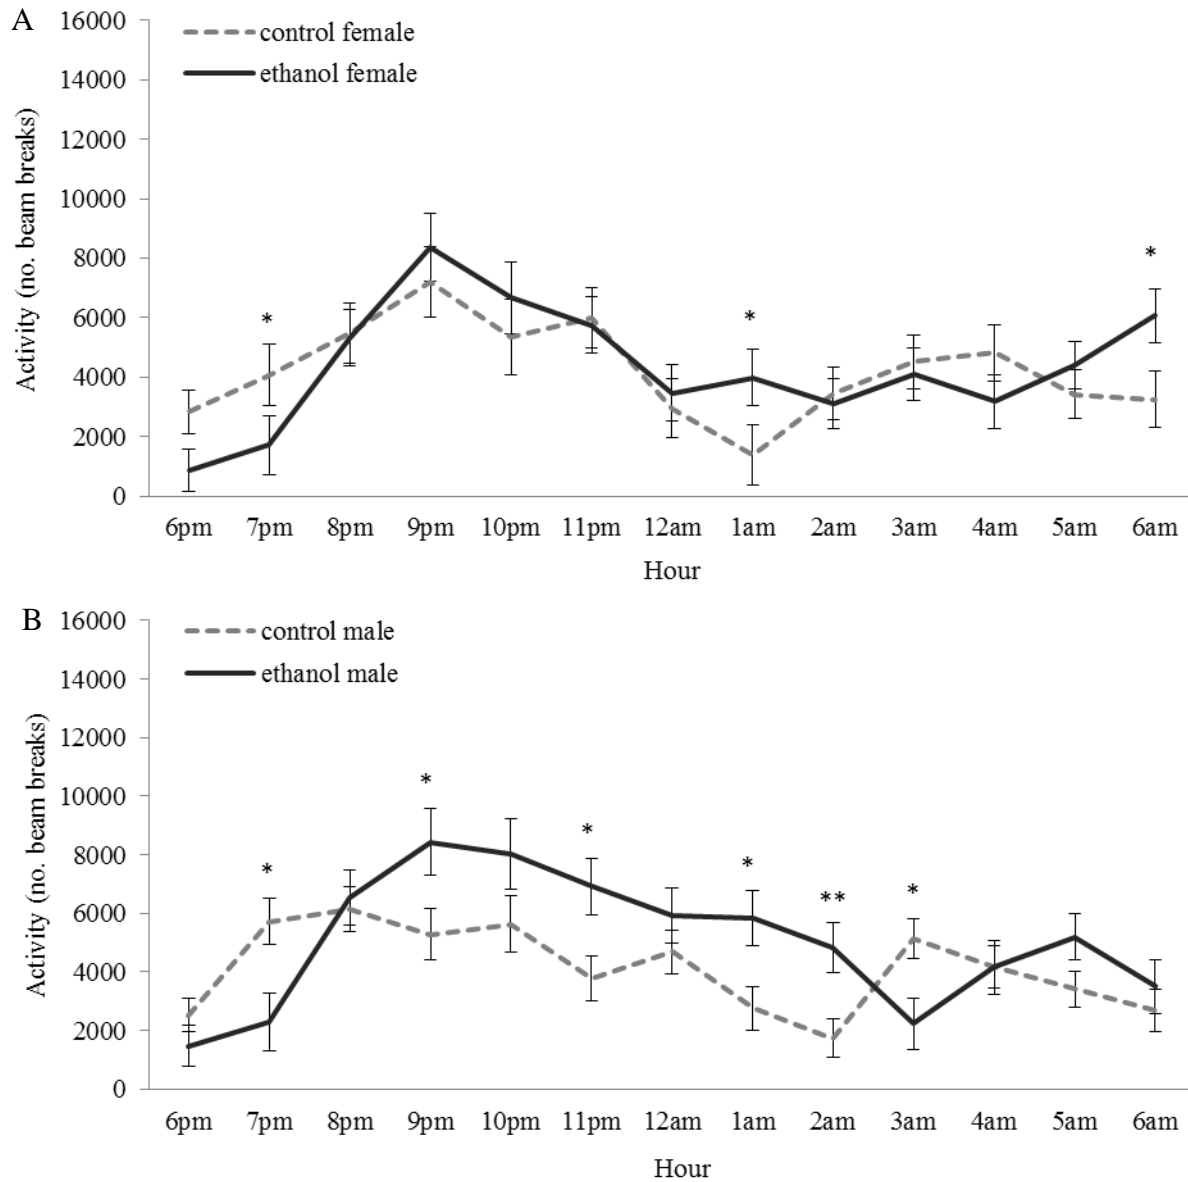 A
16000
14000
12000
10000
8000
6000
4000
2000
0
Activity (no. beam breaks)
control female
ethanol female
*
*
*
6pm 7pm 8pm 9pm 10pm 11pm 12am 1am 2am 3am 4am 5am 6am
Hour
B
16000
14000
12000
10000
8000
6000
4000
2000
0
Activity (no. beam breaks)
control male
ethanol male
*
*
*
*
**
*
6pm 7pm 8pm 9pm 10pm 11pm 12am 1am 2am 3am 4am 5am 6am
Hour